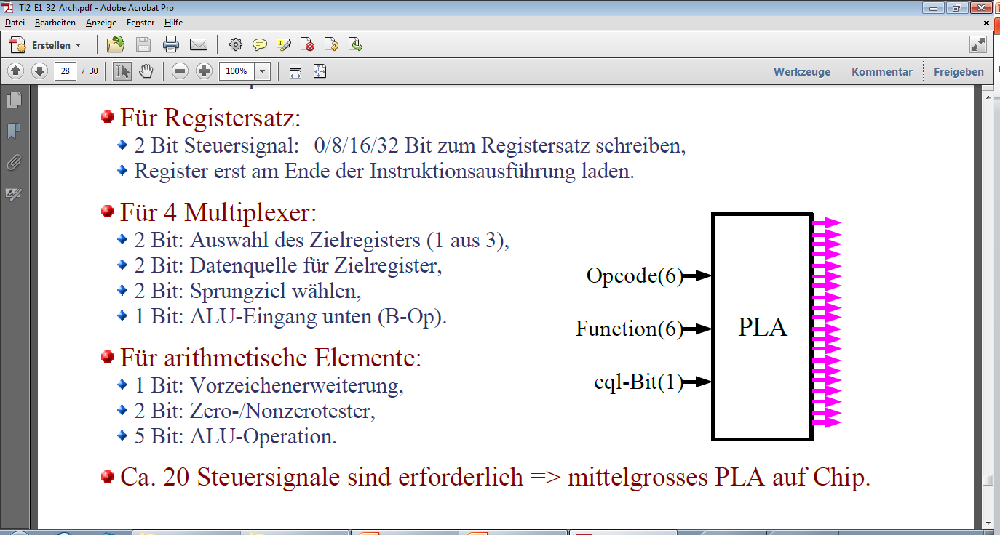 Ti2_E1_32_Arch.pdf - Adobe Acrobat Pro
Datei Bearbeiten Anzeige Fenster Hilfe
Erstellen
28 / 30 100% Werkzeuge Kommentar Freigeben
Für Registersatz:
2 Bit Steuersignal: 0/8/16/32 Bit zum Registersatz schreiben,
Register erst am Ende der Instruktionsausführung laden.
Für 4 Multiplexer:
2 Bit: Auswahl des Zielregisters (1 aus 3),
2 Bit: Datenquelle für Zielregister,
2 Bit: Sprungziel wählen,
1 Bit: ALU-Eingang unten (B-Op).
Für arithmetische Elemente:
1 Bit: Vorzeichenerweiterung,
2 Bit: Zero-/Nonzerotester,
5 Bit: ALU-Operation.
Opcode(6)
Function(6)
eql-Bit(1)
PLA
Ca. 20 Steuersignale sind erforderlich => mittelgrosses PLA auf Chip.